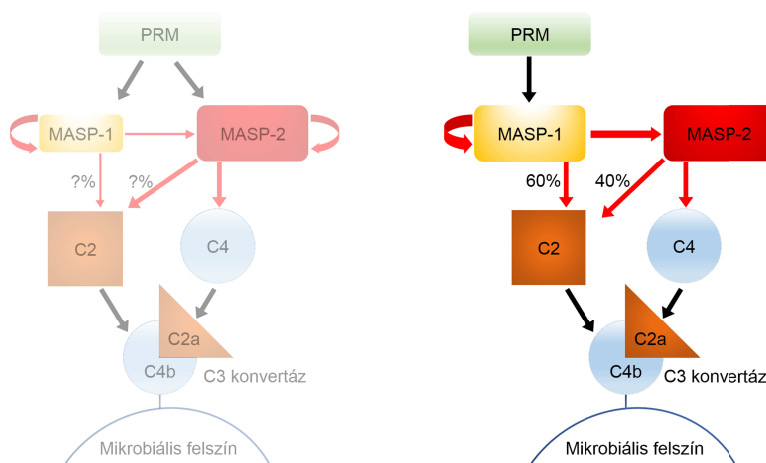 PRM
MASP-1
MASP-2
?%
?%
C2
C4
C2a
C4b
C3 konvertáz
Mikrobiális felszín
PRM
MASP-1
MASP-2
60%
40%
C2
C4
C2a
C4b
C3 konvertáz
Mikrobiális felszín